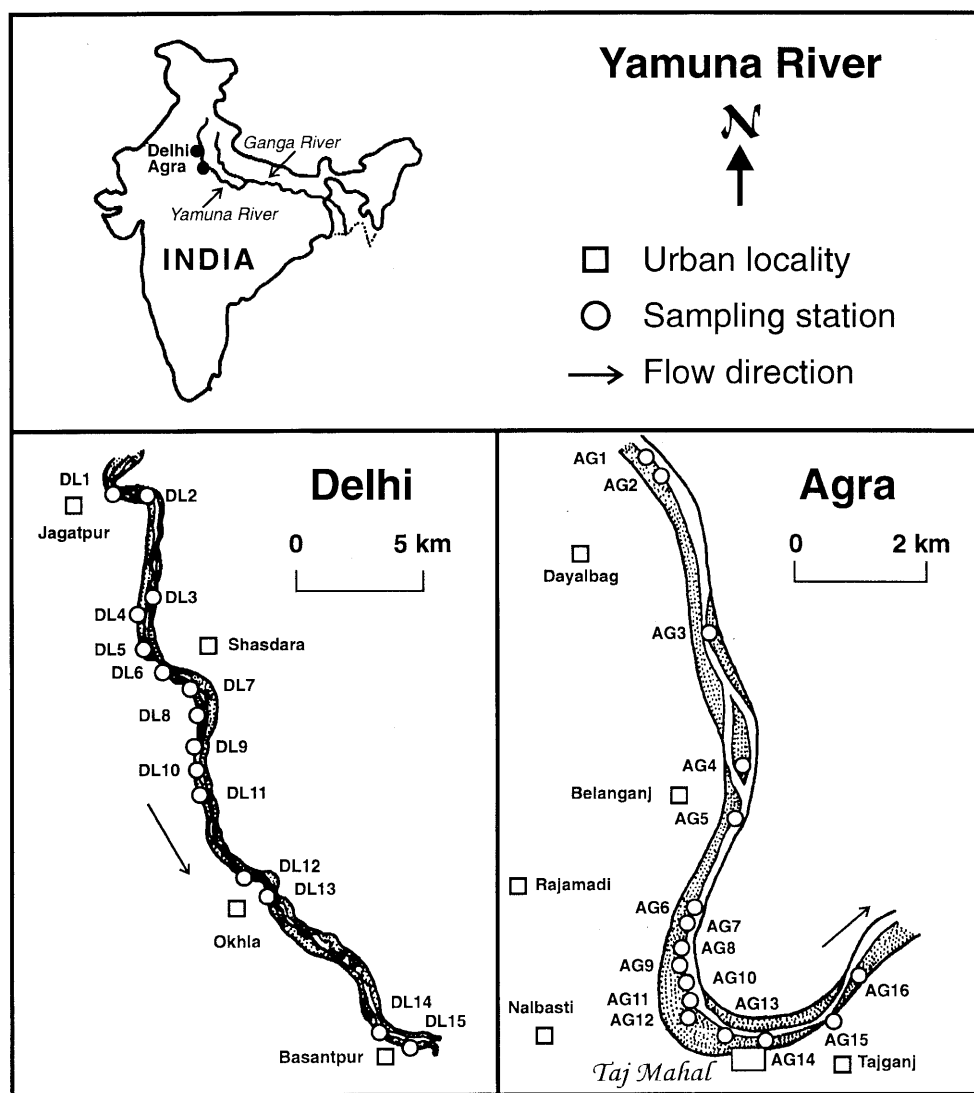 Yamuna River
N
Ganga River
Delhi
Agra
Yamuna River
INDIA
Urban locality
Sampling station
Flow direction
Delhi
0 5 km
DL1
DL2
Jagatpur
DL3
DL4
DL5
Shasdara
DL6
DL7
DL8
DL9
DL10
DL11
DL12
DL13
Okhla
DL14
DL15
Basantpur
Agra
0 2 km
AG1
AG2
Dayalbag
AG3
AG4
Belanganj
AG5
Rajamadi
AG6
AG7
AG8
AG9
AG10
AG11
AG12
AG13
AG16
Nalbasti
AG15
AG14
Taj Mahal
Tajganj